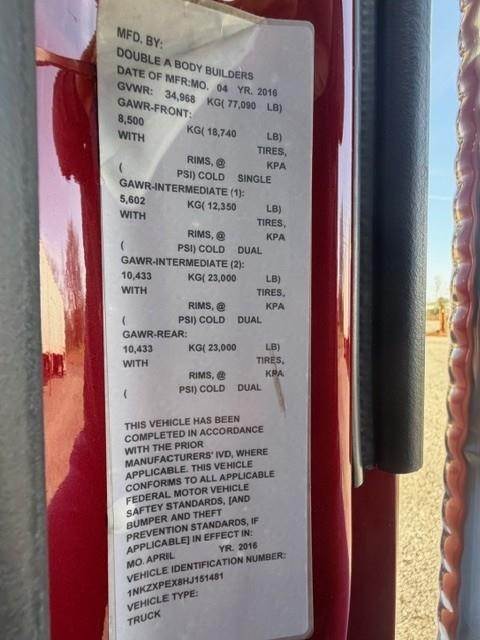 MFD. BY:
DOUBLE A BODY BUILDERS
DATE OF MFR:MO. 04 YR. 2016
GVWR: 34,968 KG( 77,090 LB)
GAWR-FRONT:
8,500 KG( 18,740 LB)
WITH TIRES,
RIMS, @ KPA
( PSI) COLD SINGLE
GAWR-INTERMEDIATE (1):
5,602 KG( 12,350 LB)
WITH TIRES,
RIMS, @ KPA
( PSI) COLD DUAL
GAWR-INTERMEDIATE (2):
10,433 KG( 23,000 LB)
WITH TIRES,
RIMS, @ KPA
( PSI) COLD DUAL
GAWR-REAR:
10,433 KG( 23,000 LB)
WITH TIRES,
RIMS, @ KPA
( PSI) COLD DUAL
THIS VEHICLE HAS BEEN
COMPLETED IN ACCORDANCE
WITH THE PRIOR
MANUFACTURERS' IVD, WHERE
APPLICABLE. THIS VEHICLE
CONFORMS TO ALL APPLICABLE
FEDERAL MOTOR VEHICLE
SAFTEY STANDARDS, [AND
BUMPER AND THEFT
PREVENTION STANDARDS, IF
APPLICABLE] IN EFFECT IN:
MO. APRIL YR. 2016
VEHICLE IDENTIFICATION NUMBER:
1NKZXPEX8HJ151481
VEHICLE TYPE:
TRUCK